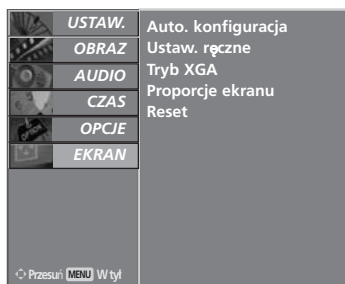 USTAW.
OBRAZ
AUDIO
CZAS
OPCJE
EKRAN
Auto. konfiguracja
Ustaw. ręczne
Tryb XGA
Proporcje ekranu
Reset
Przesuń MENU W tył